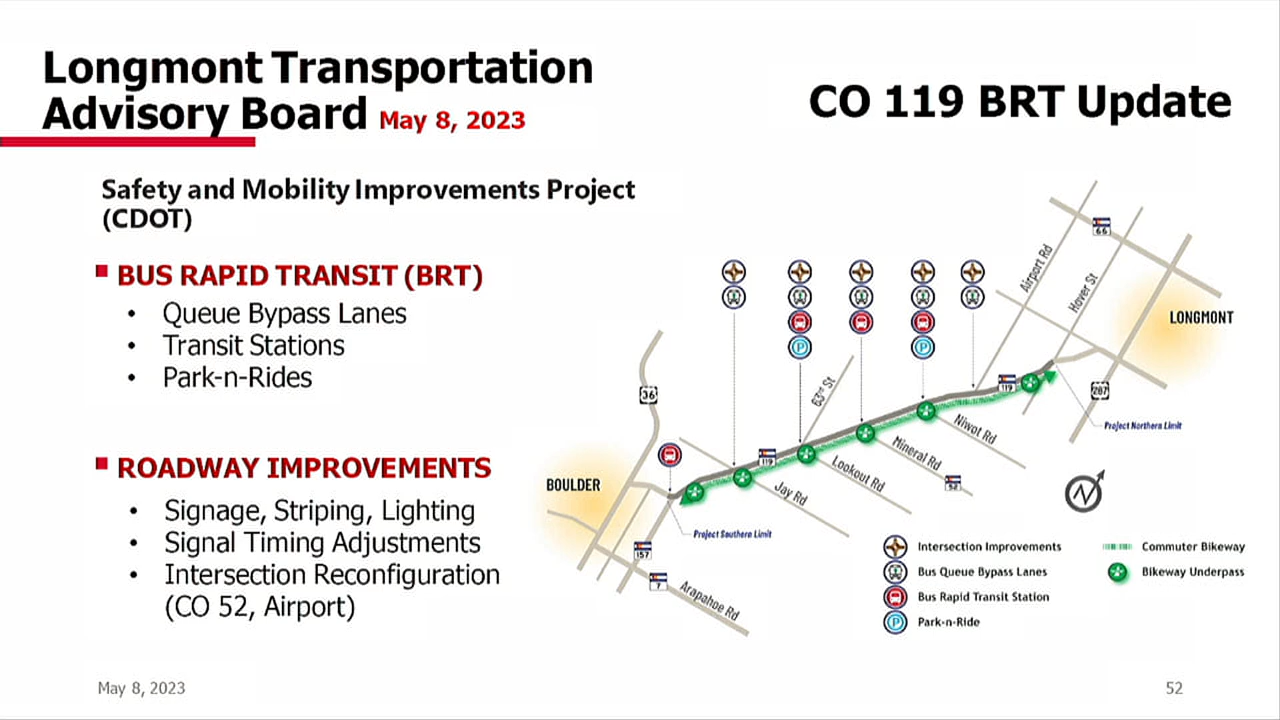 Longmont Transportation
Advisory Board May 8, 2023
CO 119 BRT Update
Safety and Mobility Improvements Project
(CDOT)
BUS RAPID TRANSIT (BRT)
• Queue Bypass Lanes
• Transit Stations
• Park-n-Rides
ROADWAY IMPROVEMENTS
• Signage, Striping, Lighting
• Signal Timing Adjustments
• Intersection Reconfiguration
(CO 52, Airport)
66
Airport Rd
Hover St
LONGMONT
P
P
63rd St
36
119
287
Project Northern Limit
Niwot Rd
Mineral Rd
52
Lookout Rd
119
Jay Rd
BOULDER
Project Southern Limit
157
7
Arapahoe Rd
N
Intersection Improvements
Bus Queue Bypass Lanes
Bus Rapid Transit Station
P Park-n-Ride
Commuter Bikeway
Bikeway Underpass
May 8, 2023
52